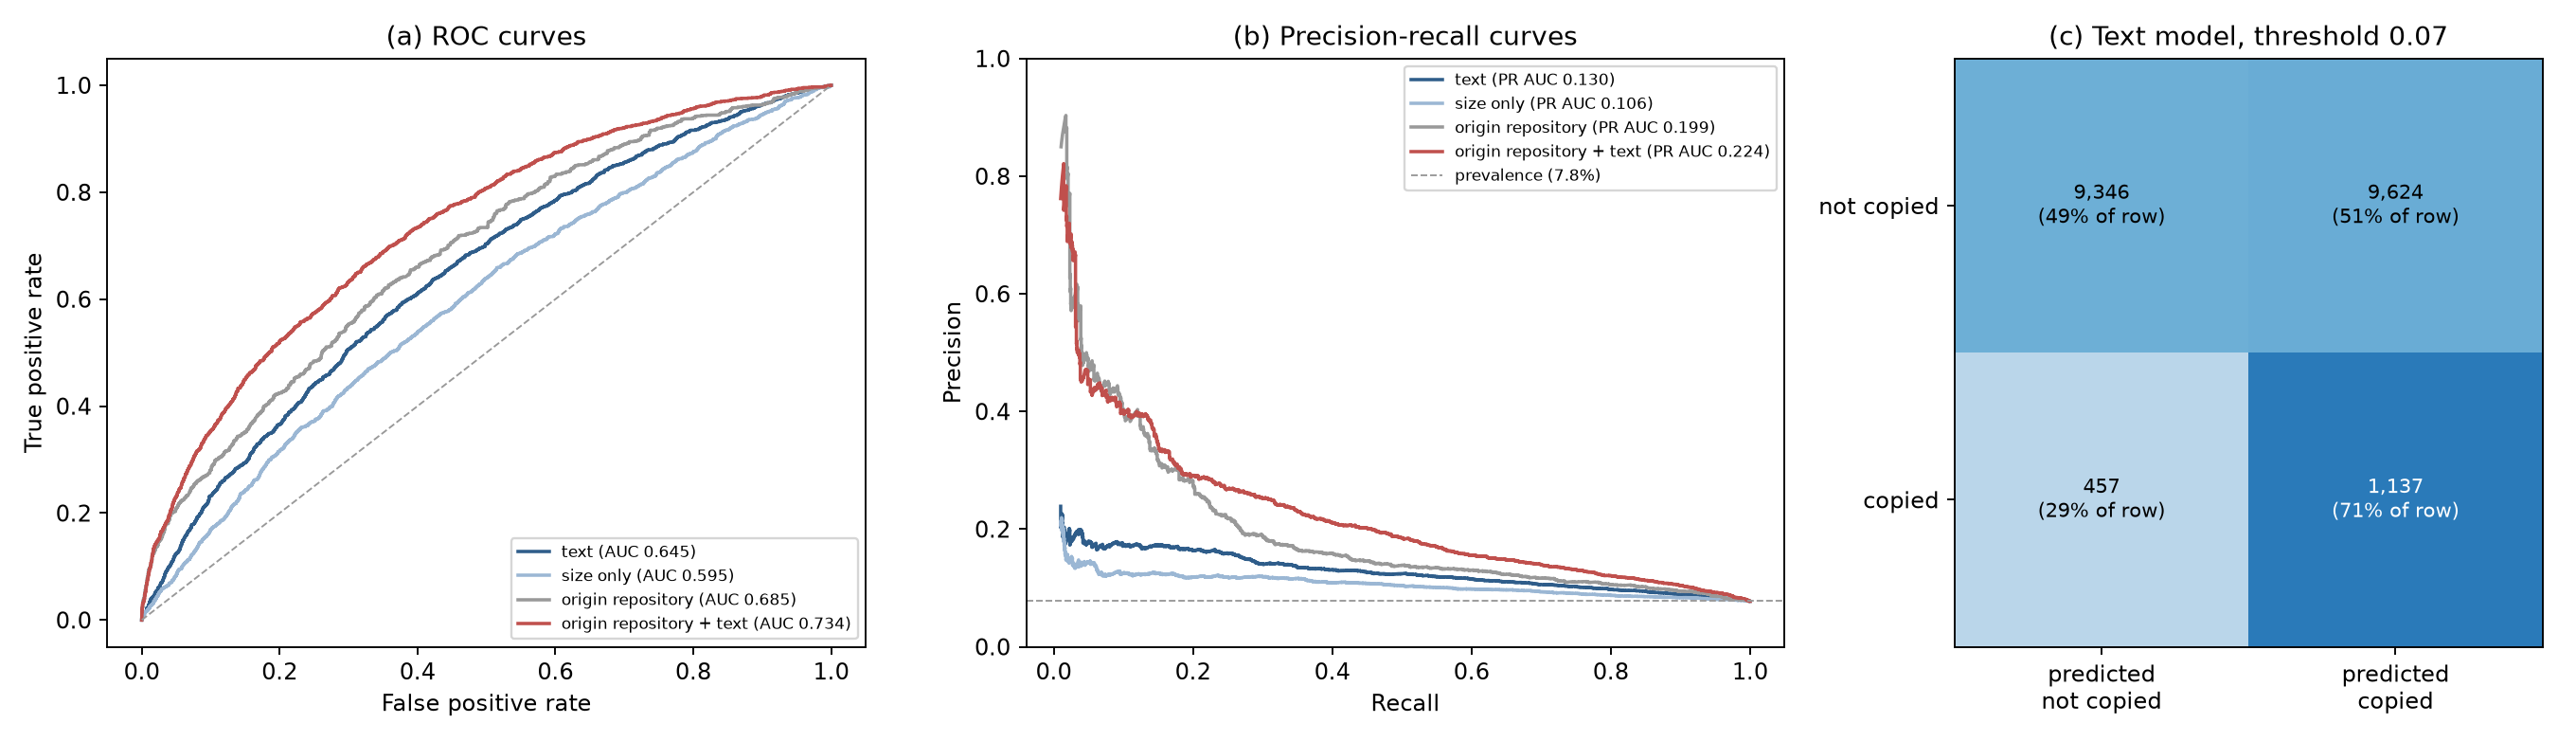 (a) ROC curves
True positive rate
1.0
0.8
0.6
0.4
0.2
0.0
text (AUC 0.645)
size only (AUC 0.595)
origin repository (AUC 0.685)
origin repository + text (AUC 0.734)
0.0 0.2 0.4 0.6 0.8 1.0
False positive rate
(b) Precision-recall curves
Precision
1.0
0.8
0.6
0.4
0.2
0.0
text (PR AUC 0.130)
size only (PR AUC 0.106)
origin repository (PR AUC 0.199)
origin repository + text (PR AUC 0.224)
prevalence (7.8%)
0.0 0.2 0.4 0.6 0.8 1.0
Recall
(c) Text model, threshold 0.07
not copied
9,346
(49% of row)
9,624
(51% of row)
copied
457
(29% of row)
1,137
(71% of row)
predicted
not copied
predicted
copied